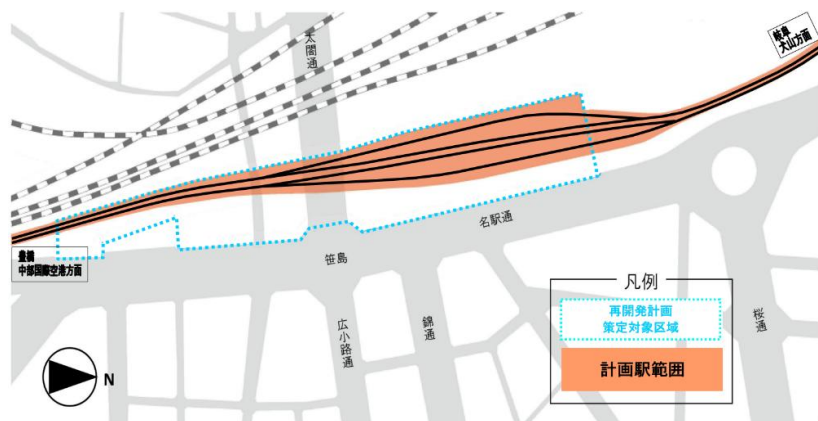 太閤通
岐阜
犬山方面
名駅通
豊橋
中部国際空港方面
笹島
広小路通
錦通
桜通
凡例
再開発計画
策定対象区域
計画駅範囲
N